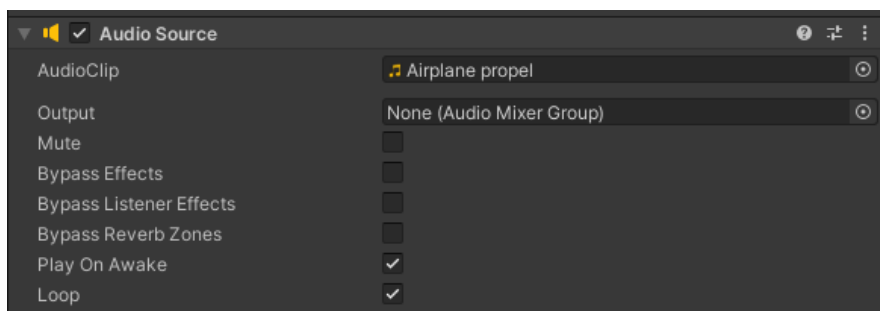 Audio Source
AudioClip Airplane propel
Output None (Audio Mixer Group)
Mute
Bypass Effects
Bypass Listener Effects
Bypass Reverb Zones
Play On Awake
Loop